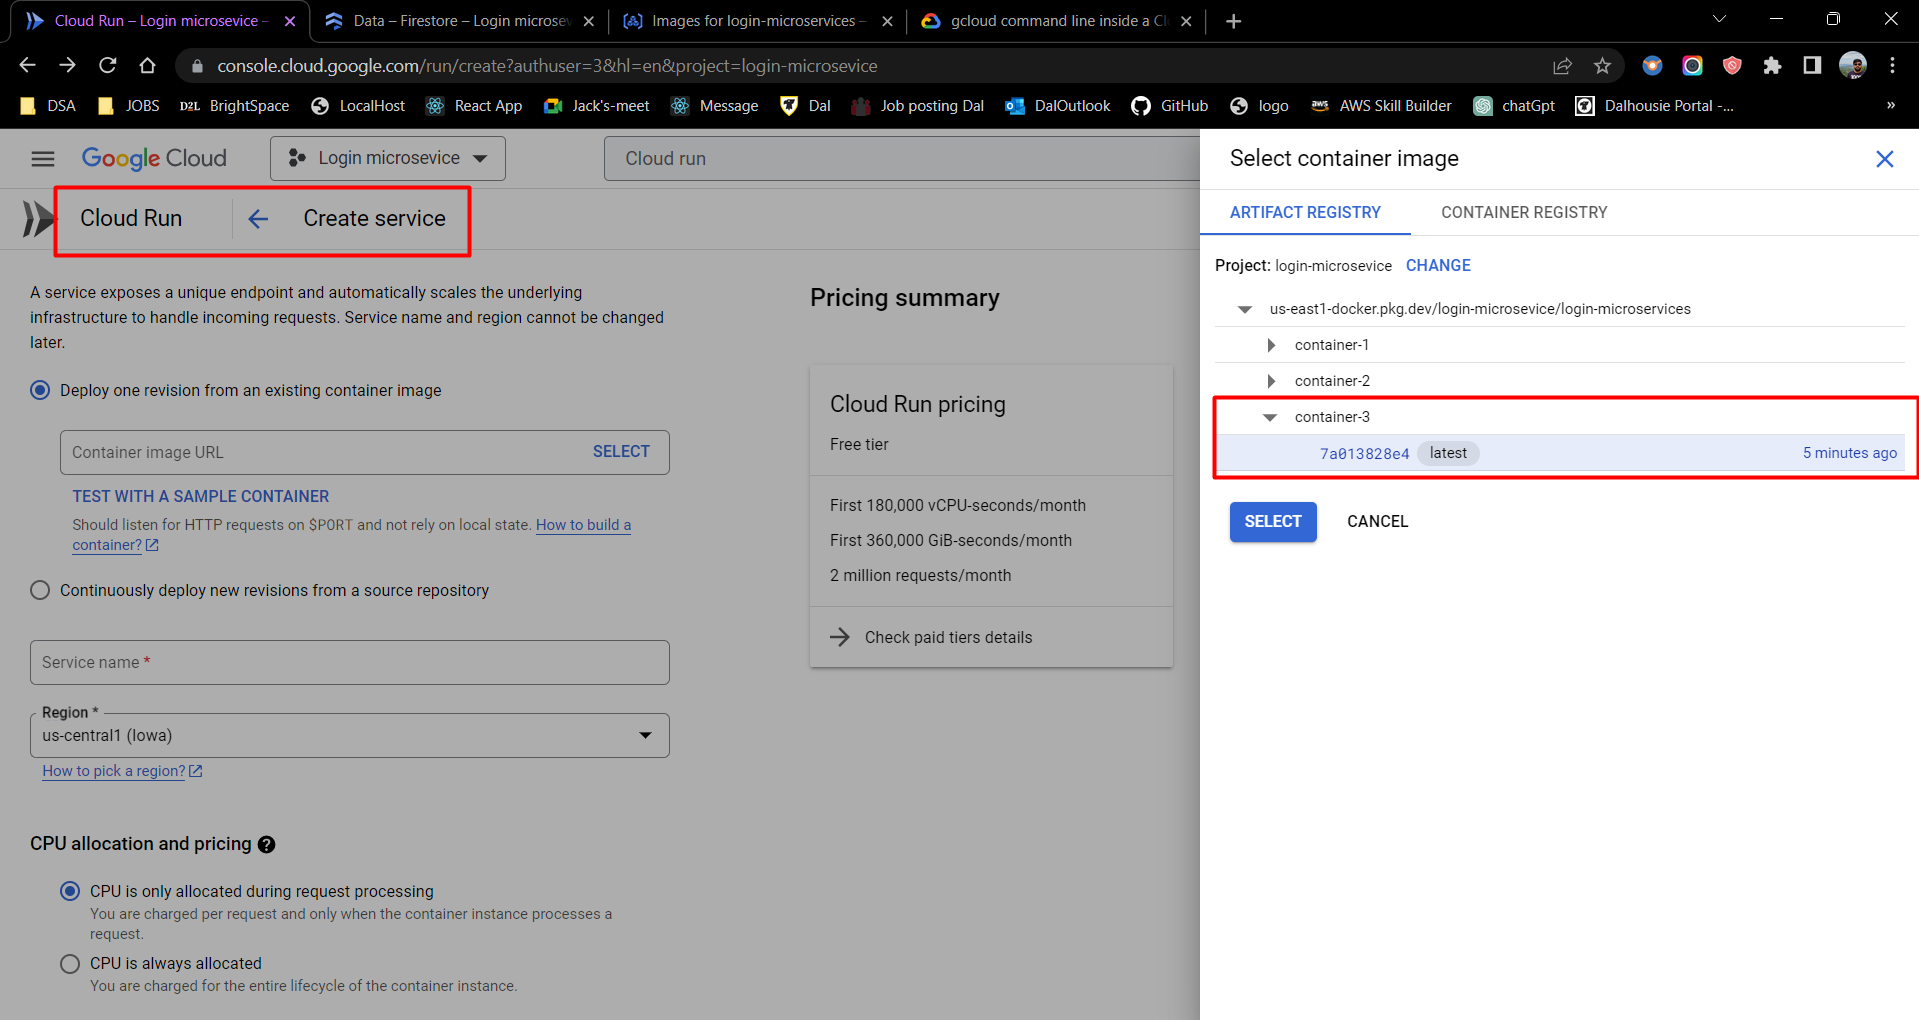 Cloud Run – Login microsevice –
Data – Firestore – Login microsev
Images for login-microservices –
gcloud command line inside a Cl
console.cloud.google.com/run/create?authuser=3&hl=en&project=login-microsevice
DSA
JOBS
D2L BrightSpace
LocalHost
React App
Jack's-meet
Message
Dal
Job posting Dal
DalOutlook
GitHub
logo
aws AWS Skill Builder
chatGpt
Dalhousie Portal -...
»
Google Cloud
Login microsevice
Cloud run
Cloud Run
Create service
A service exposes a unique endpoint and automatically scales the underlying
infrastructure to handle incoming requests. Service name and region cannot be changed
later.
Deploy one revision from an existing container image
Container image URL
SELECT
TEST WITH A SAMPLE CONTAINER
Should listen for HTTP requests on $PORT and not rely on local state. How to build a
container?
Continuously deploy new revisions from a source repository
Service name *
Region *
us-central1 (Iowa)
How to pick a region?
CPU allocation and pricing ?
CPU is only allocated during request processing
You are charged per request and only when the container instance processes a
request.
CPU is always allocated
You are charged for the entire lifecycle of the container instance.
Pricing summary
Cloud Run pricing
Free tier
First 180,000 vCPU-seconds/month
First 360,000 GiB-seconds/month
2 million requests/month
Check paid tiers details
Select container image
ARTIFACT REGISTRY
CONTAINER REGISTRY
Project: login-microsevice CHANGE
us-east1-docker.pkg.dev/login-microsevice/login-microservices
container-1
container-2
container-3
7a013828e4 latest 5 minutes ago
SELECT
CANCEL